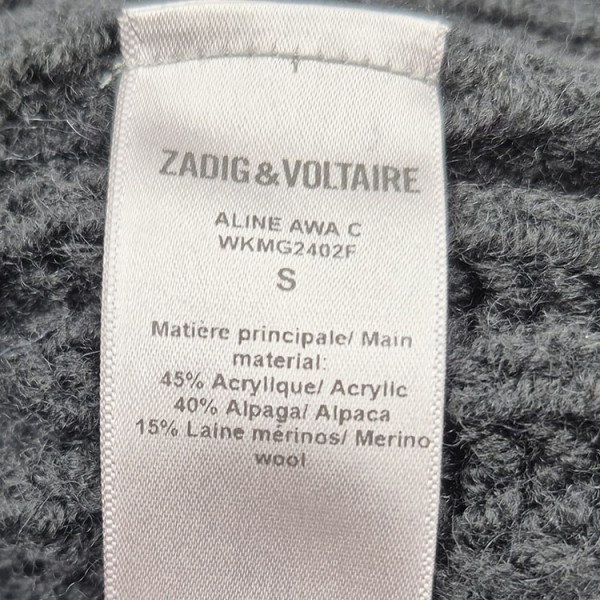 ZADIG&VOLTAIRE
ALINE AWA C
WKMG2402F
S
Matière principale/ Main
material:
45% Acrylique/ Acrylic
40% Alpaga/ Alpaca
15% Laine mérinos/ Merino
wool